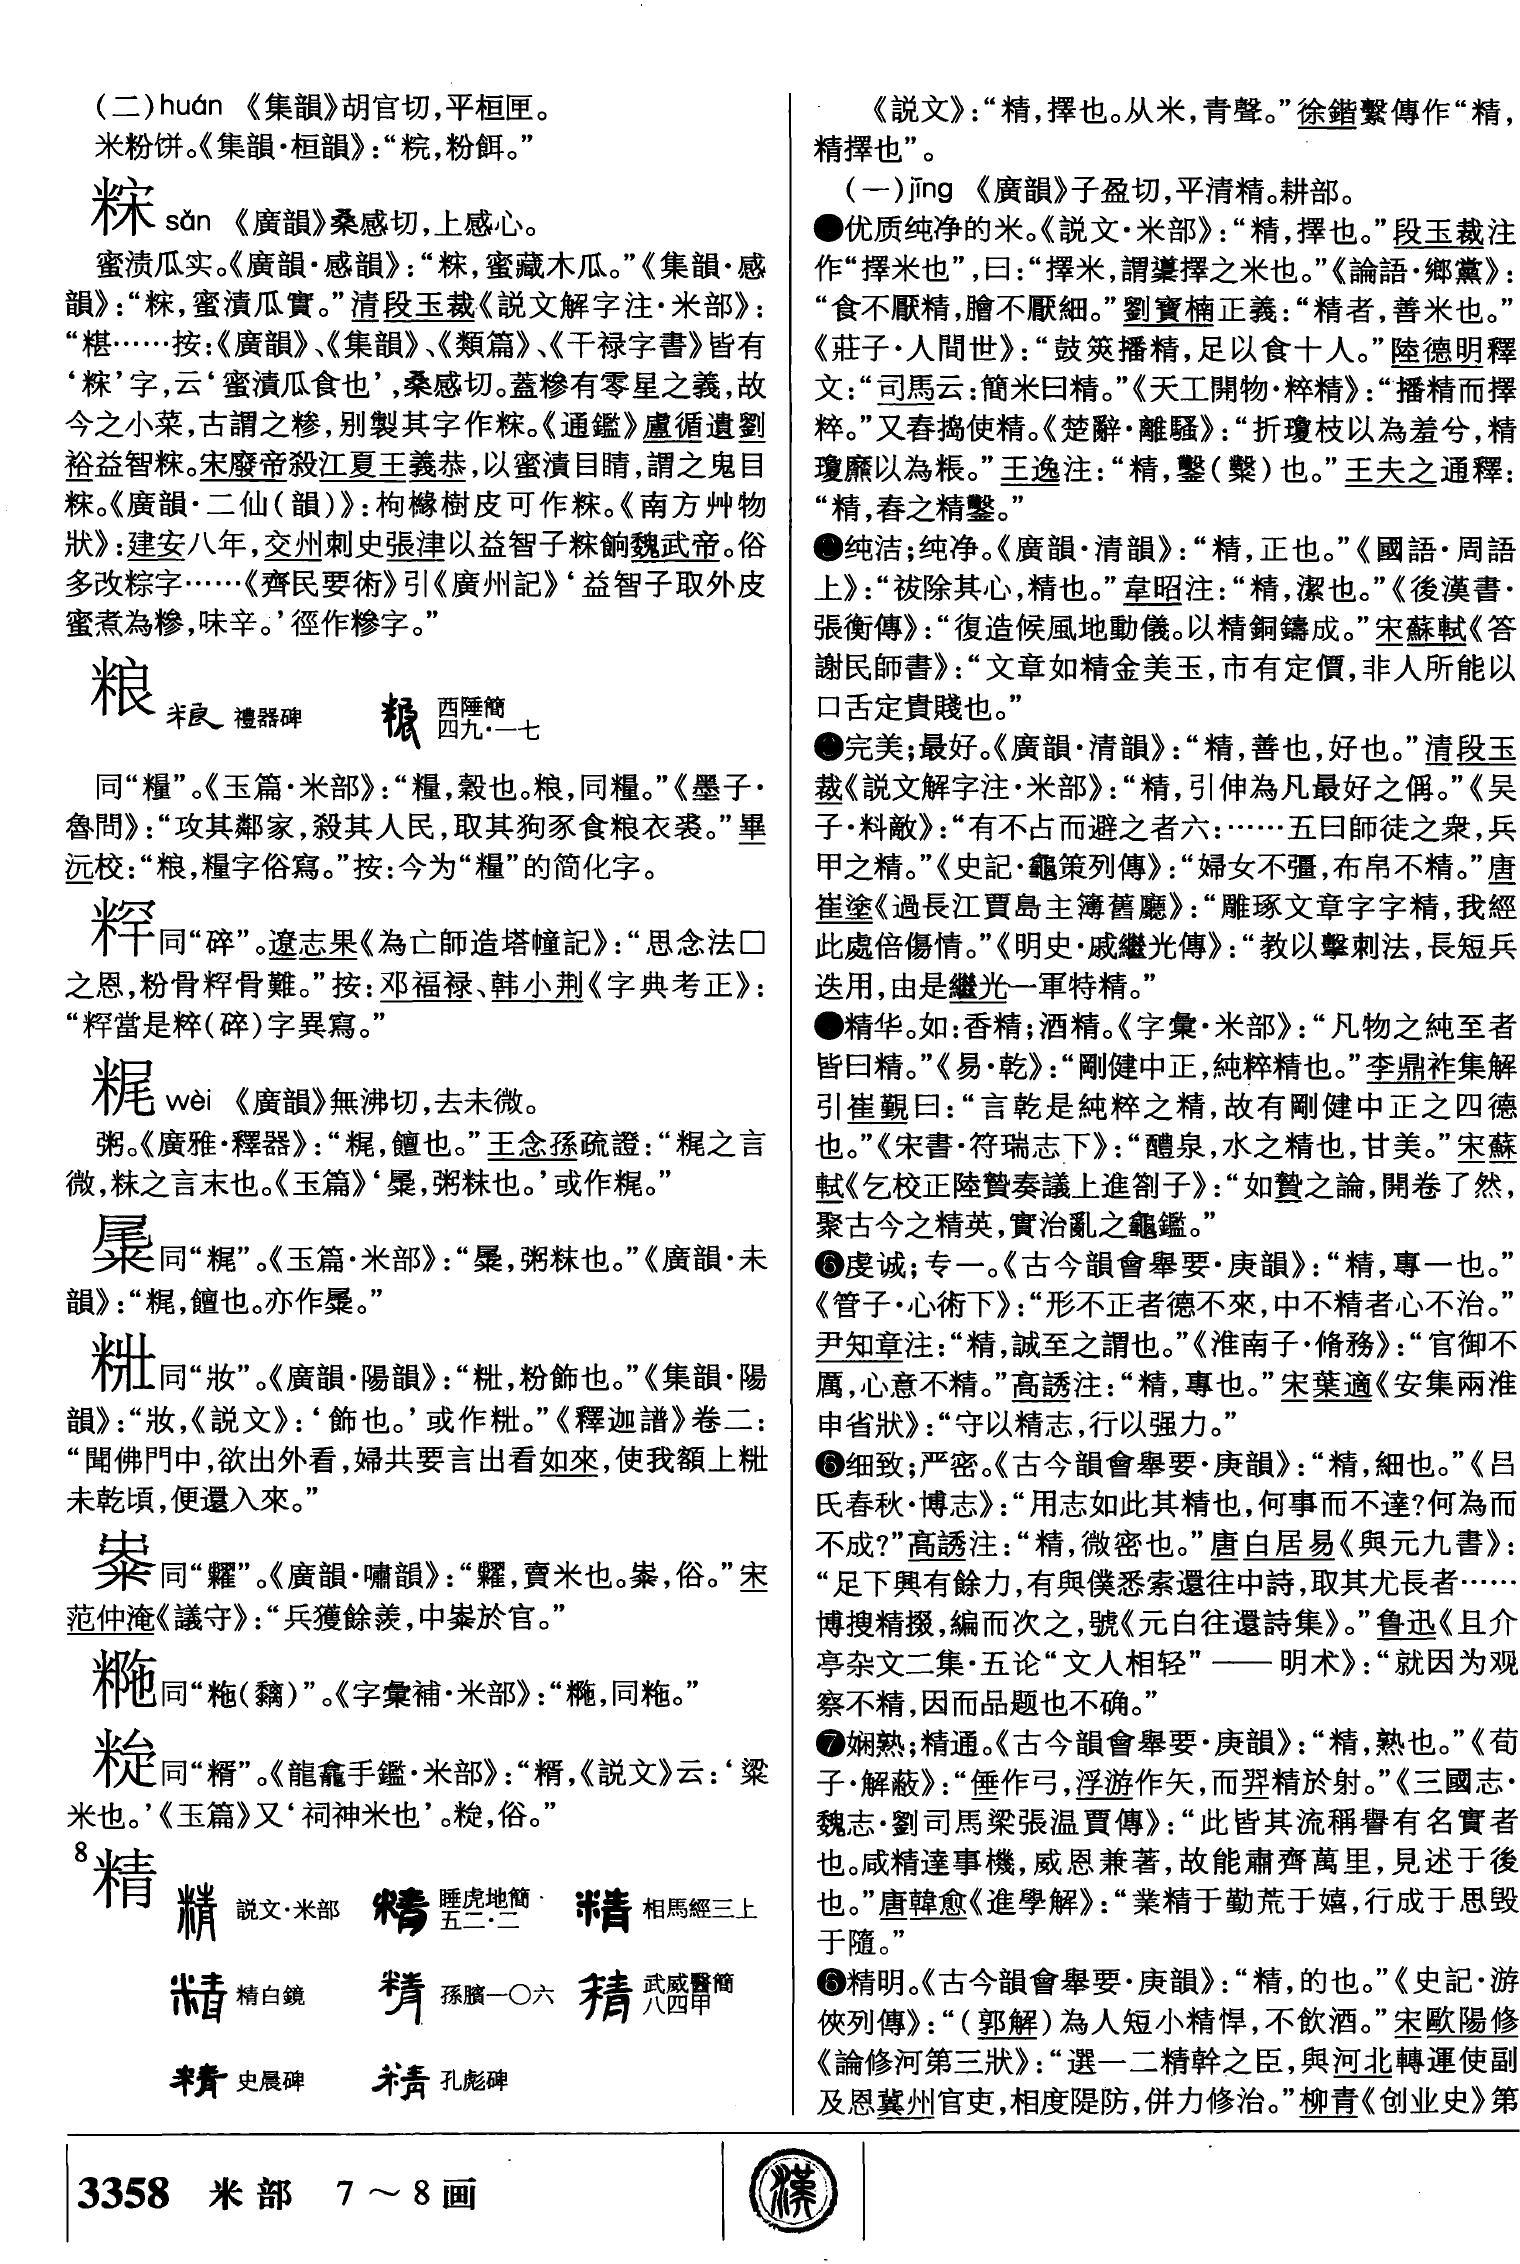 (二)huán 《集韻》胡官切,平桓匣。
米粉饼。《集韻·桓韻》:“粮,粉餌。”
𥹛 sǎn 《廣韻》桑感切,上感心。
蜜渍瓜实。《廣韻·感韻》:“𥹛,蜜藏木瓜。”《集韻·感
韻》:“𥹛,蜜漬瓜實。”清段玉裁《説文解字注·米部》:
“糂……按:《廣韻》、《集韻》、《類篇》、《干禄字書》皆有
‘𥹛’字,云‘蜜漬瓜食也’,桑感切。蓋糝有零星之義,故
今之小菜,古謂之糁,别製其字作𥹛。《通鑑》盧循遺劉
裕益智𥹛。宋廢帝殺江夏王義恭,以蜜漬目睛,謂之鬼目
𥹛。《廣韻·二仙(韻)》:枸櫞樹皮可作𥹛。《南方艸物
狀》:建安八年,交州刺史張津以益智子𥹛餉魏武帝。俗
多改粽字……《齊民要術》引《廣州記》‘益智子取外皮
蜜煮為糝,味辛。’徑作糝字。”
粮 禮器碑 西陲簡
四九·一七
同“糧”。《玉篇·米部》:“糧,穀也。粮,同糧。”《墨子·
魯問》:“攻其鄰家,殺其人民,取其狗豕食粮衣裘。”畢
沅校:“粮,糧字俗寫。”按:今为“糧”的简化字。
同“碎”。遼志果《為亡師造塔幢記》:“思念法□
之恩,粉骨骨難。”按:邓福禄、韩小荆《字典考正》:
“當是粹(碎)字異寫。”
梶 wèi 《廣韻》無沸切,去未微。
粥。《廣雅·釋器》:“䊊,饘也。”王念孫疏證:“䊊之言
微,粖之言末也。《玉篇》‘,粥粖也。’或作䊊。”
同“䊊”。《玉篇·米部》:“,粥粖也。”《廣韻·未
韻》:“䊊,饘也。亦作。”
粃同“妝”。《廣韻·陽韻》:“,粉飾也。”《集韻·陽
韻》:“妝,《説文》:‘飾也。’或作。”《釋迦譜》卷二:
“聞佛門中,欲出外看,婦共要言出看如來,使我額上
未乾頃,便還入來。”
粜同“糶”。《廣韻·嘯韻》:“糶,賣米也。,俗。”宋
范仲淹《議守》:“兵獲餘羨,中於官。”
同“粚(黐)”。《字彙補·米部》:“,同粚。”
同“糈”。《龍龕手鑑·米部》:“糈,《説文》云:‘粱
米也。’《玉篇》又‘祠神米也’。,俗。”
8 精 説文·米部 睡虎地簡
五二·二 相馬經三上
精白鏡 孫臏一〇六 武威醫簡
八四甲
史晨碑 孔彪碑
《説文》:“精,擇也。从米,青聲。”徐鍇繫傳作“精,
精擇也”。
(一)jīng 《廣韻》子盈切,平清精。耕部。
❶优质纯净的米。《説文·米部》:“精,擇也。”段玉裁注
作“擇米也”,曰:“擇米,謂䆃擇之米也。”《論語·鄉黨》:
“食不厭精,膾不厭細。”劉寶楠正義:“精者,善米也。”
《莊子·人間世》:“鼓筴播精,足以食十人。”陸德明釋
文:“司馬云:簡米曰精。”《天工開物·粹精》:“播精而擇
粹。”又舂捣使精。《楚辭·離騷》:“折瓊枝以為羞兮,精
瓊爢以為粻。”王逸注:“精,鑿(糳)也。”王夫之通釋:
“精,舂之精鑿。”
❷纯洁;纯净。《廣韻·清韻》:“精,正也。”《國語·周語
上》:“祓除其心,精也。”韋昭注:“精,潔也。”《後漢書·
張衡傳》:“復造候風地動儀。以精銅鑄成。”宋蘇軾《答
謝民師書》:“文章如精金美玉,市有定價,非人所能以
口舌定貴賤也。”
❸完美;最好。《廣韻·清韻》:“精,善也,好也。”清段玉
裁《説文解字注·米部》:“精,引伸為凡最好之偁。”《吴
子·料敵》:“有不占而避之者六:……五曰師徒之衆,兵
甲之精。”《史記·龜策列傳》:“婦女不彊,布帛不精。”唐
崔塗《過長江賈島主簿舊廳》:“雕琢文章字字精,我經
此處倍傷情。”《明史·戚繼光傳》:“教以擊刺法,長短兵
迭用,由是繼光一軍特精。”
❹精华。如:香精;酒精。《字彙·米部》:“凡物之純至者
皆曰精。”《易·乾》:“剛健中正,純粹精也。”李鼎祚集解
引崔覲曰:“言乾是純粹之精,故有剛健中正之四德
也。”《宋書·符瑞志下》:“醴泉,水之精也,甘美。”宋蘇
軾《乞校正陸贄奏議上進劄子》:“如贄之論,開卷了然,
聚古今之精英,實治亂之龜鑑。”
❺虔诚;专一。《古今韻會舉要·庚韻》:“精,專一也。”
《管子·心術下》:“形不正者德不來,中不精者心不治。”
尹知章注:“精,誠至之謂也。”《淮南子·脩務》:“官御不
厲,心意不精。”高誘注:“精,專也。”宋葉適《安集兩淮
申省狀》:“守以精志,行以强力。”
❻细致;严密。《古今韻會舉要·庚韻》:“精,細也。”《吕
氏春秋·博志》:“用志如此其精也,何事而不達?何為而
不成?”高誘注:“精,微密也。”唐白居易《與元九書》:
“足下興有餘力,有與僕悉索還往中詩,取其尤長者……
博搜精掇,編而次之,號《元白往還詩集》。”鲁迅《且介
亭杂文二集·五论“文人相轻”——明术》:“就因为观
察不精,因而品题也不确。”
❼娴熟;精通。《古今韻會舉要·庚韻》:“精,熟也。”《荀
子·解蔽》:“倕作弓,浮游作矢,而羿精於射。”《三國志·
魏志·劉司馬梁張温賈傳》:“此皆其流稱譽有名實者
也。咸精達事機,威恩兼著,故能肅齊萬里,見述于後
也。”唐韓愈《進學解》:“業精于勤荒于嬉,行成于思毁
于隨。”
❽精明。《古今韻會舉要·庚韻》:“精,的也。”《史記·游
俠列傳》:“(郭解)為人短小精悍,不飲酒。”宋歐陽修
《論修河第三狀》:“選一二精幹之臣,與河北轉運使副
及恩冀州官吏,相度隄防,併力修治。”柳青《创业史》第
3358 米部 7～8画
漢